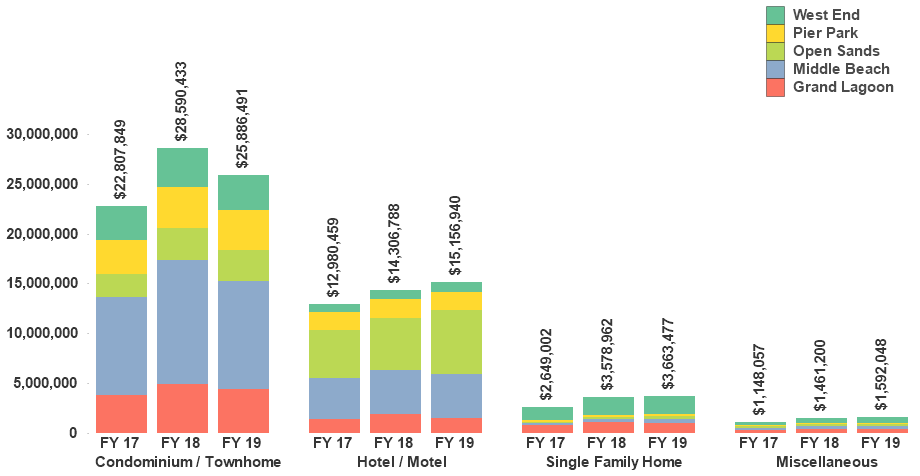 West End
Pier Park
Open Sands
Middle Beach
Grand Lagoon
30,000,000
25,000,000
20,000,000
15,000,000
10,000,000
5,000,000
0
$22,807,849
$28,590,433
$25,886,491
$12,980,459
$14,306,788
$15,156,940
$2,649,002
$3,578,962
$3,663,477
$1,148,057
$1,461,200
$1,592,048
FY 17 FY 18 FY 19 FY 17 FY 18 FY 19 FY 17 FY 18 FY 19 FY 17 FY 18 FY 19
Condominium / Townhome Hotel / Motel Single Family Home Miscellaneous